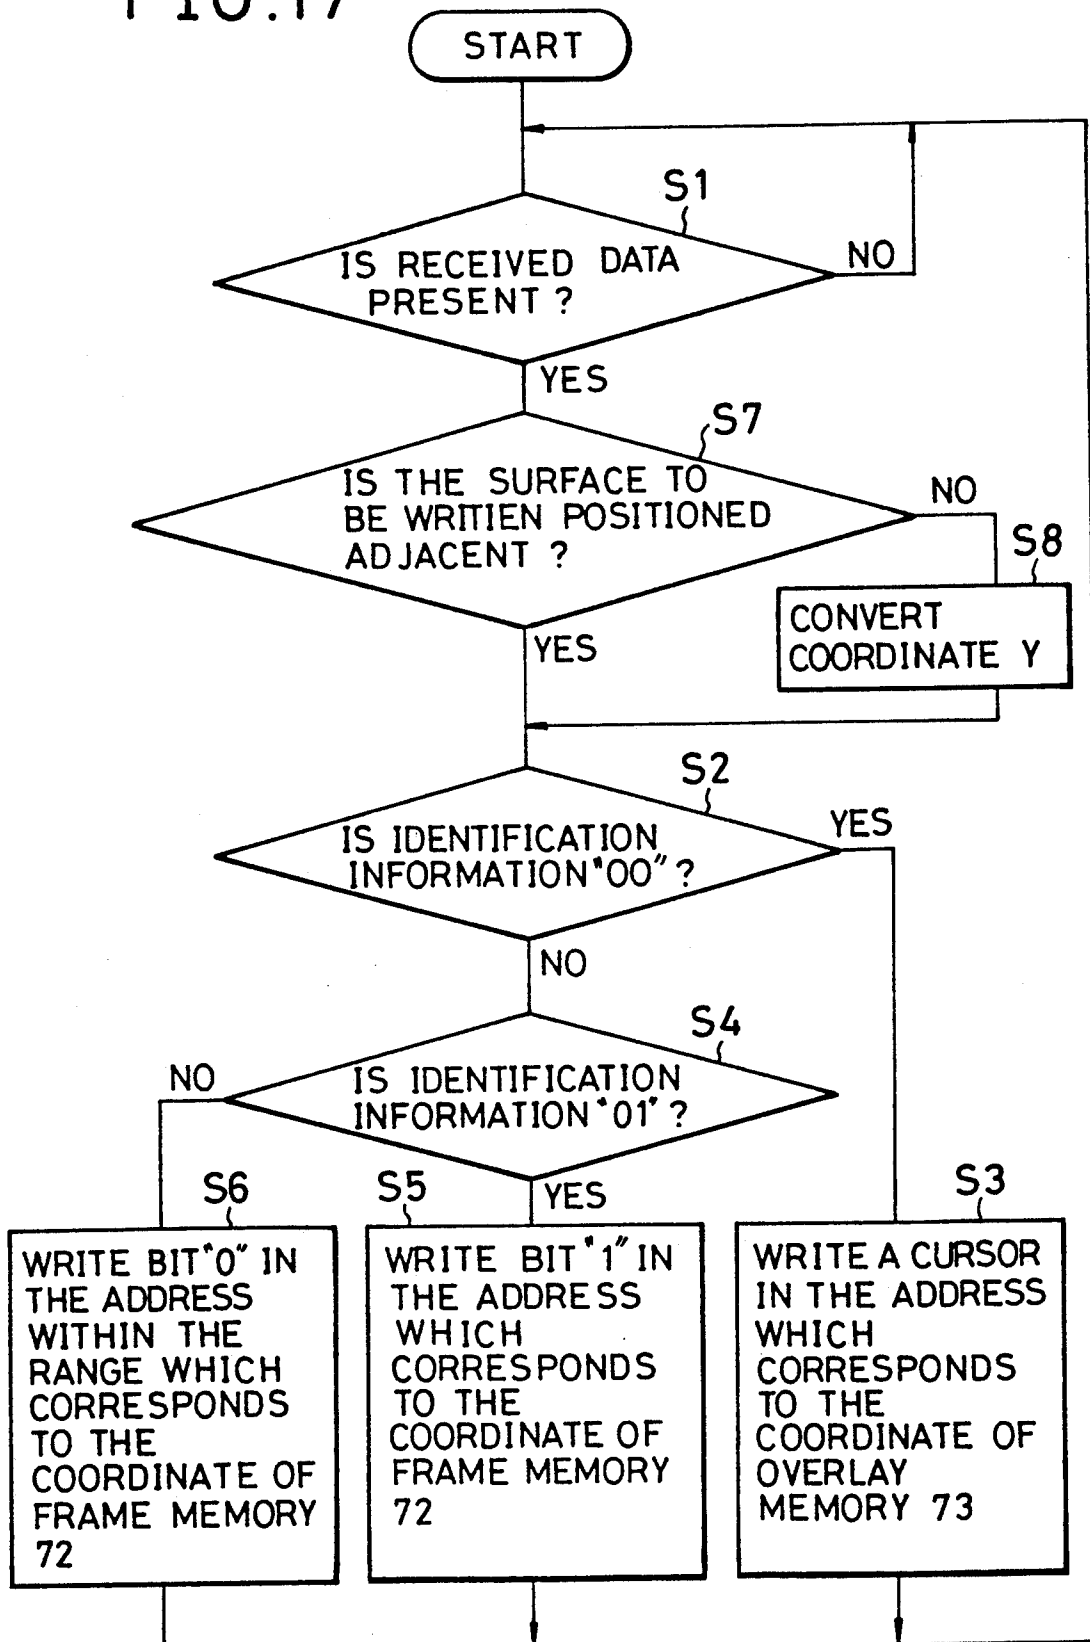 FIG.17
START
S1
IS RECEIVED DATA
PRESENT ?
NO
YES
S7
IS THE SURFACE TO
BE WRITIEN POSITIONED
ADJACENT ?
NO
S8
YES
CONVERT
COORDINATE Y
S2
IS IDENTIFICATION
INFORMATION "00" ?
YES
NO
S4
IS IDENTIFICATION
INFORMATION "01" ?
NO
YES
S6
WRITE BIT "0" IN
THE ADDRESS
WITHIN THE
RANGE WHICH
CORRESPONDS
TO THE
COORDINATE OF
FRAME MEMORY
72
S5
WRITE BIT "1" IN
THE ADDRESS
WHICH
CORRESPONDS
TO THE
COORDINATE OF
FRAME MEMORY
72
S3
WRITE A CURSOR
IN THE ADDRESS
WHICH
CORRESPONDS
TO THE
COORDINATE OF
OVERLAY
MEMORY 73